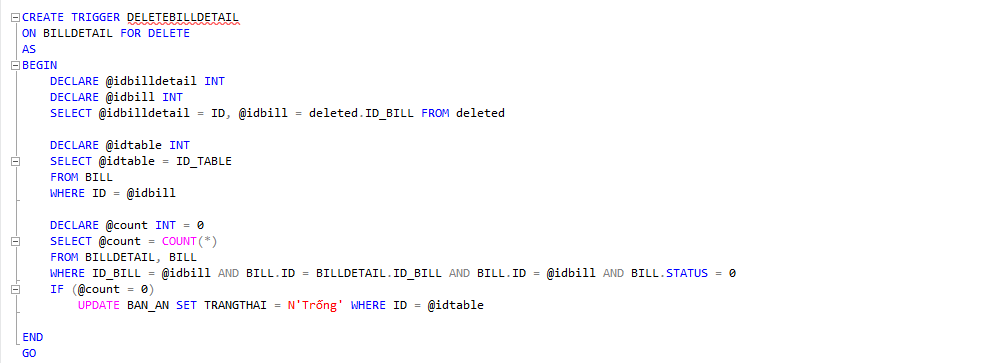 CREATE TRIGGER DELETEBILLDETAIL
ON BILLDETAIL FOR DELETE
AS
BEGIN
DECLARE @idbilldetail INT
DECLARE @idbill INT
SELECT @idbilldetail = ID, @idbill = deleted.ID_BILL FROM deleted
DECLARE @idtable INT
SELECT @idtable = ID_TABLE
FROM BILL
WHERE ID = @idbill
DECLARE @count INT = 0
SELECT @count = COUNT(*)
FROM BILLDETAIL, BILL
WHERE ID_BILL = @idbill AND BILL.ID = BILLDETAIL.ID_BILL AND BILL.ID = @idbill AND BILL.STATUS = 0
IF (@count = 0)
UPDATE BAN_AN SET TRANGTHAI = N'Trống' WHERE ID = @idtable
END
GO